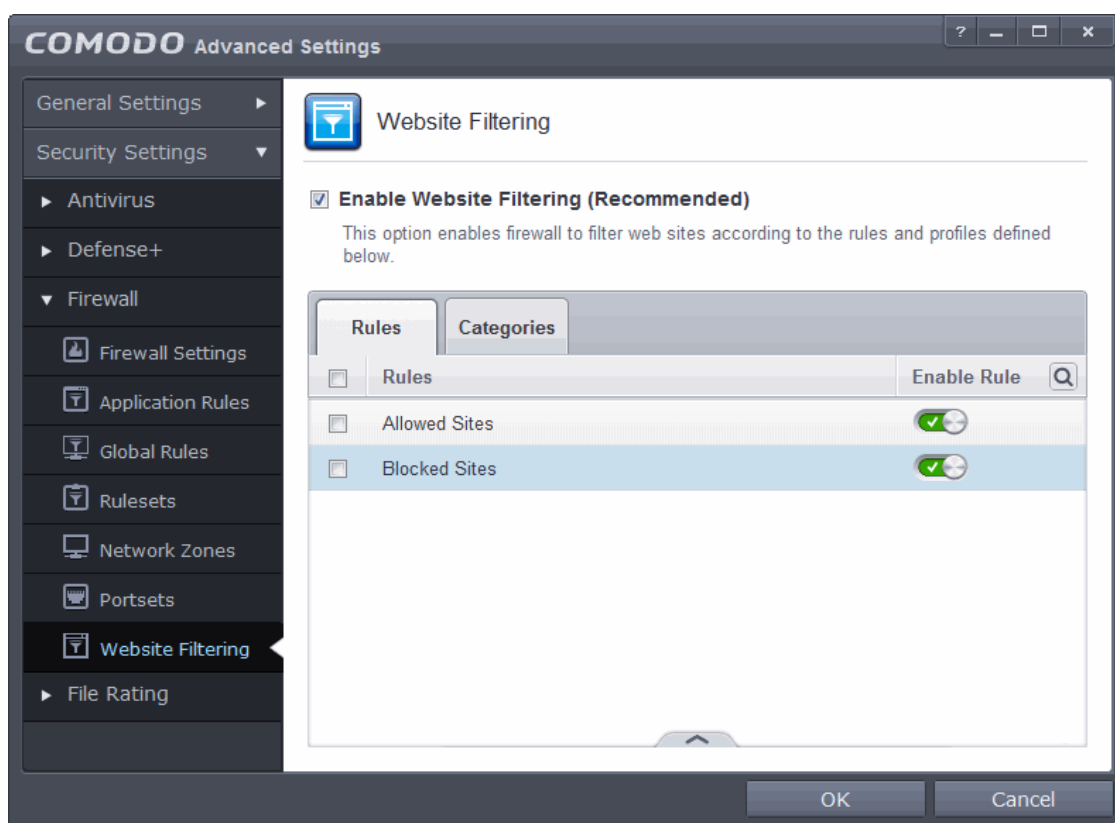 COMODO Advanced Settings
?
General Settings
Security Settings
Antivirus
Defense+
Firewall
Firewall Settings
Application Rules
Global Rules
Rulesets
Network Zones
Portsets
Website Filtering
File Rating
Website Filtering
Enable Website Filtering (Recommended)
This option enables firewall to filter web sites according to the rules and profiles defined
below.
Rules Categories
Rules Enable Rule
Allowed Sites
Blocked Sites
OK Cancel